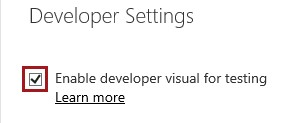 Developer Settings
Enable developer visual for testing
Learn more